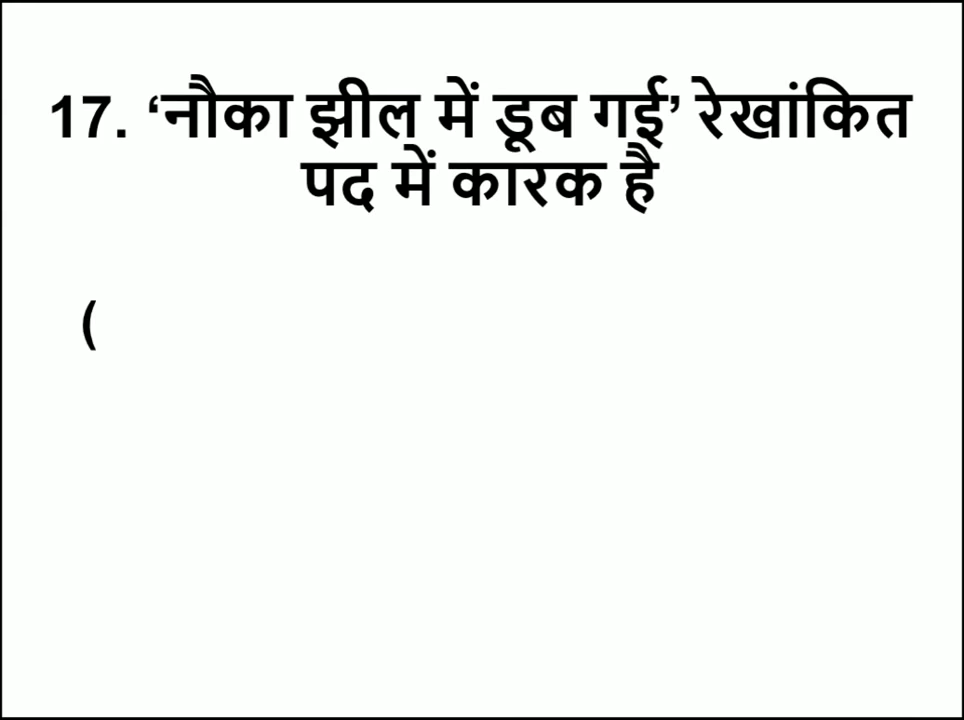 17. ‘नौका झील में डूब गई’ रेखांकित
पद में कारक है
(